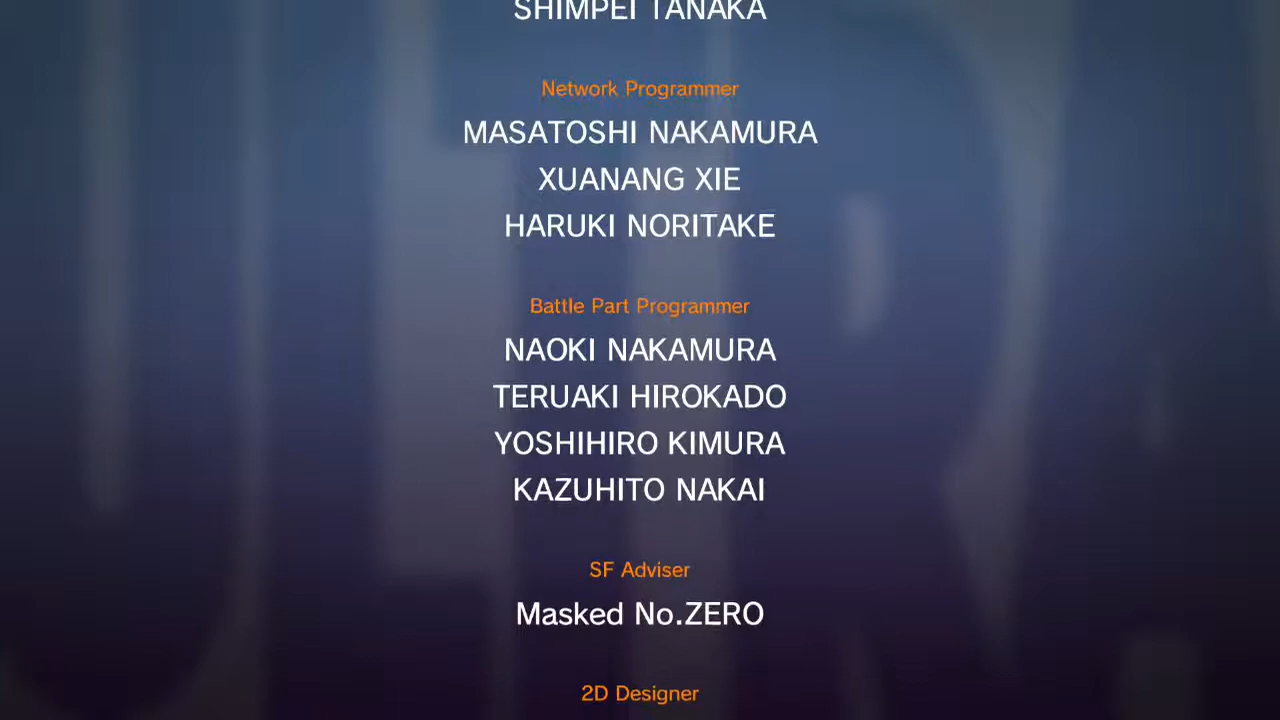 SHIMPEI TANAKA
Network Programmer
MASATOSHI NAKAMURA
XUANANG XIE
HARUKI NORITAKE
Battle Part Programmer
NAOKI NAKAMURA
TERUAKI HIROKADO
YOSHIHIRO KIMURA
KAZUHITO NAKAI
SF Adviser
Masked No.ZERO
2D Designer